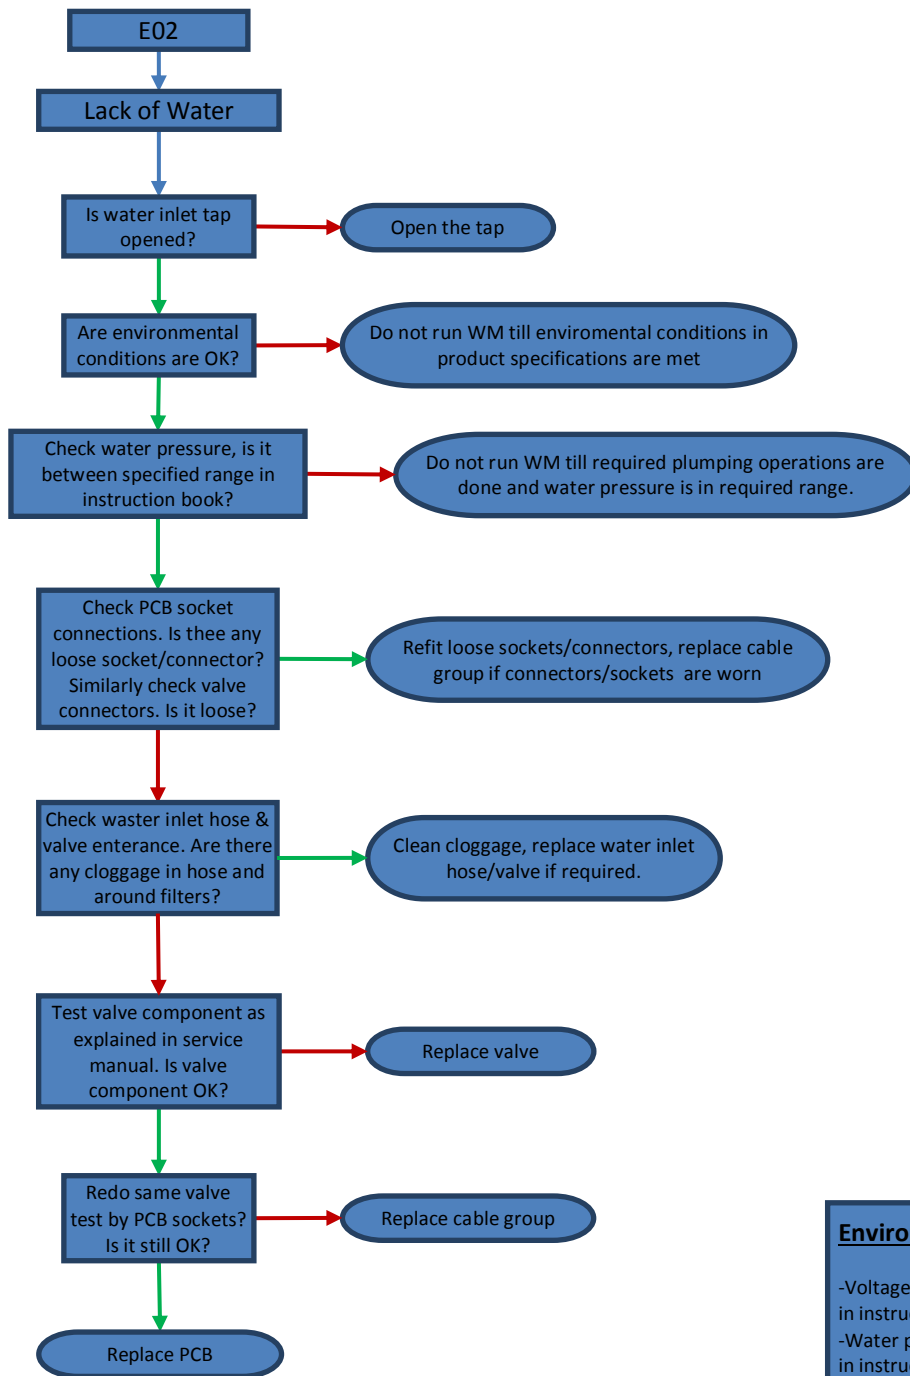 E02
Lack of Water
Is water inlet tap
opened?
Open the tap
Are environmental
conditions are OK?
Do not run WM till enviromental conditions in
product specifications are met
Check water pressure, is it
between specified range in
instruction book?
Do not run WM till required plumping operations are
done and water pressure is in required range.
Check PCB socket
connections. Is thee any
loose socket/connector?
Similarly check valve
connectors. Is it loose?
Refit loose sockets/connectors, replace cable
group if connectors/sockets are worn
Check waster inlet hose &
valve enterance. Are there
any cloggage in hose and
around filters?
Clean cloggage, replace water inlet
hose/valve if required.
Test valve component as
explained in service
manual. Is valve
component OK?
Replace valve
Redo same valve
test by PCB sockets?
Is it still OK?
Replace cable group
Replace PCB
-Voltage
in
-Water
in